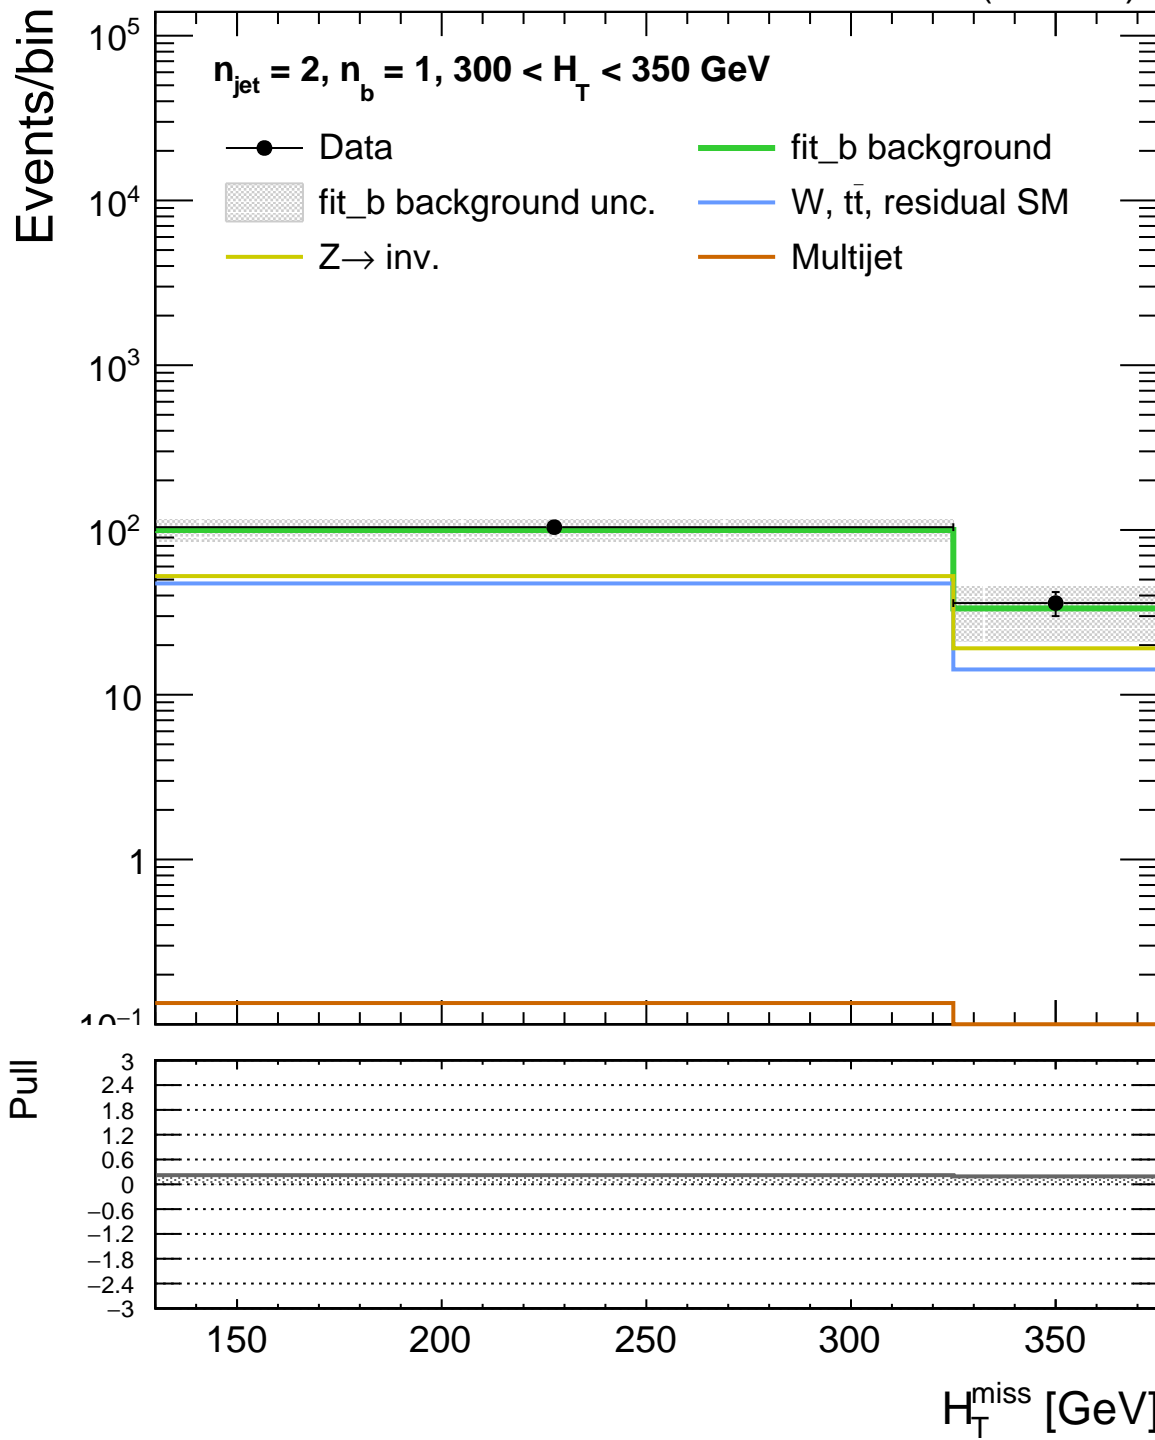 Events/bin
10^5
10^4
10^3
10^2
10
1
10^−1
n_jet = 2, n_b = 1, 300 < H_T < 350 GeV
Data
fit_b background
fit_b background unc.
W, tt̄, residual SM
Z→ inv.
Multijet
Pull
3
2.4
1.8
1.2
0.6
0
−0.6
−1.2
−1.8
−2.4
−3
150 200 250 300 350
H_T^miss [GeV]